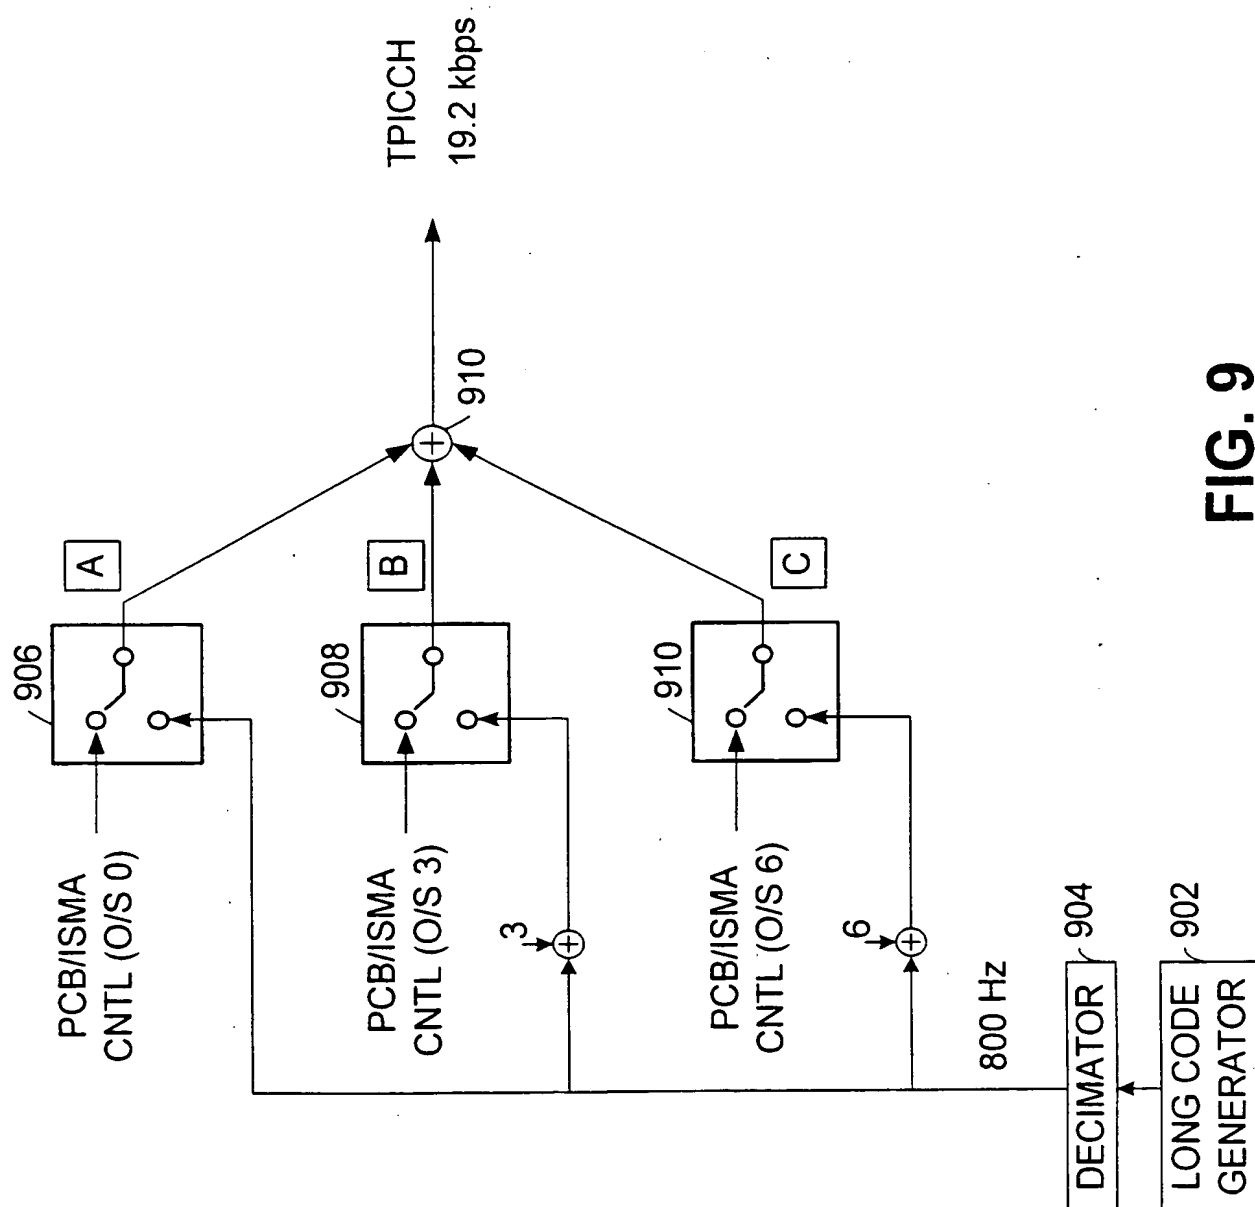 906
A
PCB/ISMA
CNTL (O/S 0)
908
B
PCB/ISMA
CNTL (O/S 3)
3
+
910
C
PCB/ISMA
CNTL (O/S 6)
6
+
+
910
TPICCH
19.2 kbps
800 Hz
DECIMATOR
904
LONG CODE
GENERATOR
902
FIG. 9